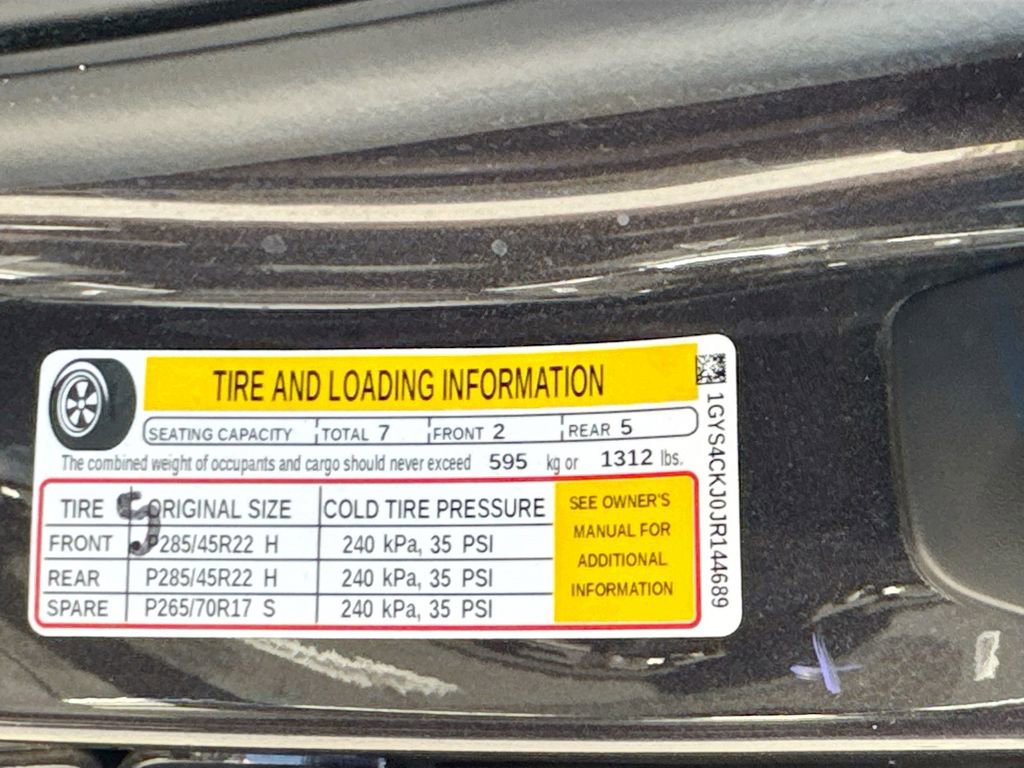 TIRE AND LOADING INFORMATION
SEATING CAPACITY TOTAL 7 FRONT 2 REAR 5
The combined weight of occupants and cargo should never exceed 595 kg or 1312 lbs.
TIRE ORIGINAL SIZE COLD TIRE PRESSURE
FRONT P285/45R22 H 240 kPa, 35 PSI
REAR P285/45R22 H 240 kPa, 35 PSI
SPARE P265/70R17 S 240 kPa, 35 PSI
5
SEE OWNER'S
MANUAL FOR
ADDITIONAL
INFORMATION
1GYS4CKJ0JR144689